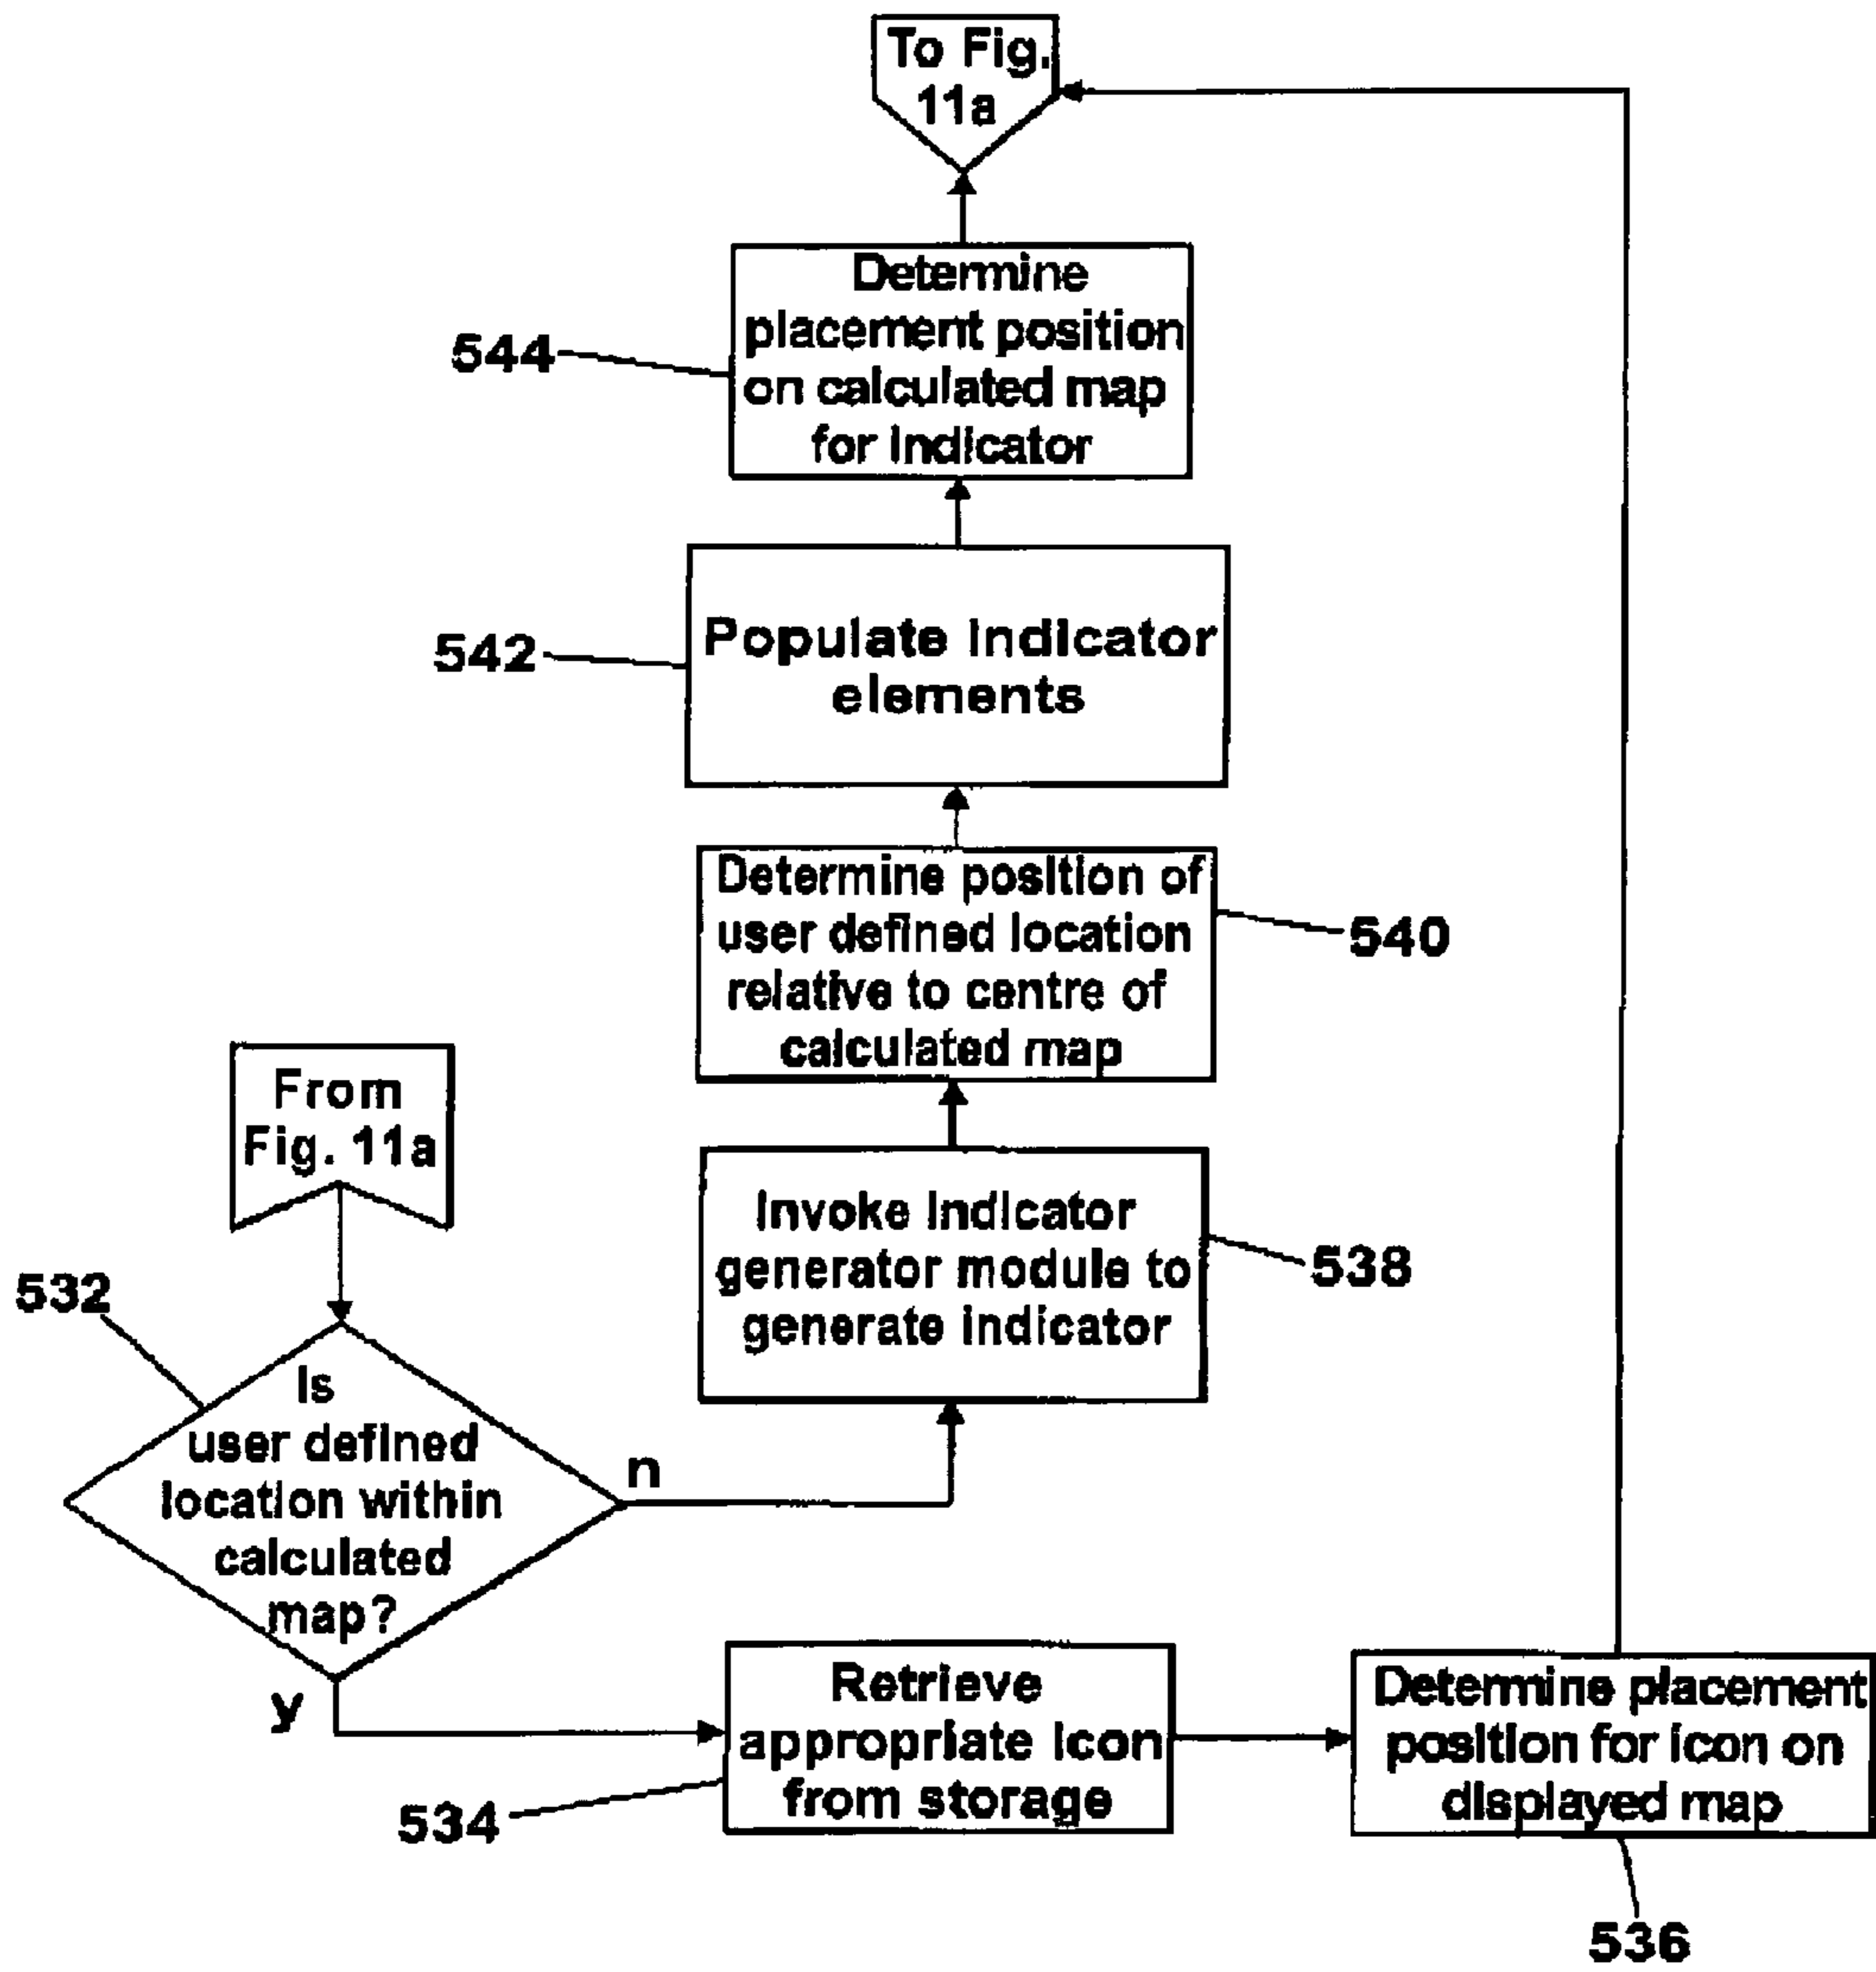 To Fig.
11a
Determine
placement position
on calculated map
for indicator
544
Populate indicator
elements
542
Determine position of
user defined location
relative to centre of
calculated map
540
From
Fig. 11a
Invoke indicator
generator module to
generate indicator
538
532
Is
user defined
location within
calculated
map?
n
y
Retrieve
appropriate icon
from storage
534
Determine placement
position for icon on
displayed map
536